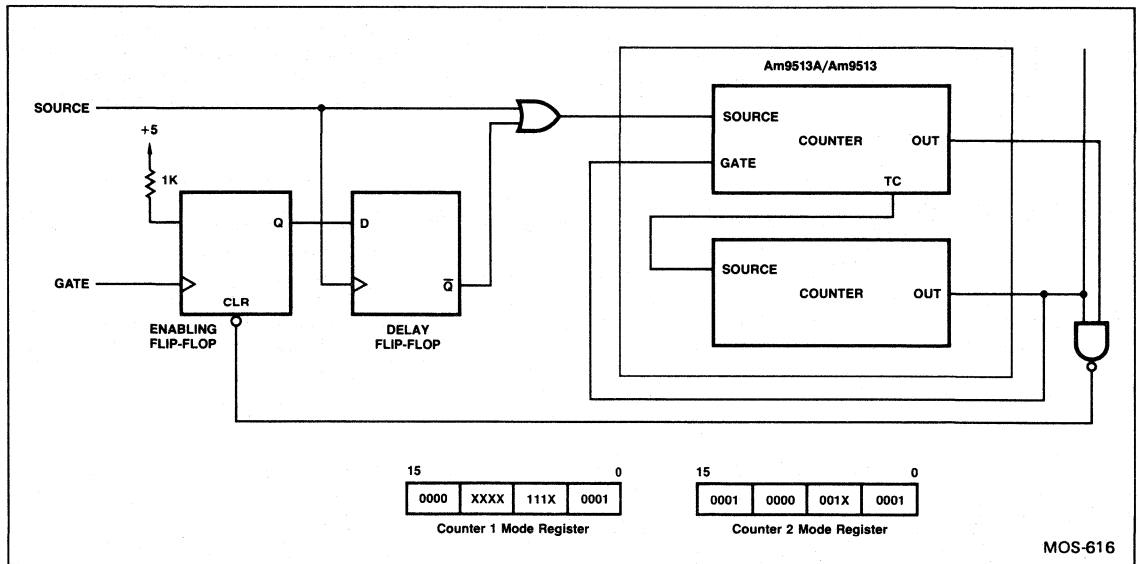 Am9513A/Am9513
SOURCE
+5
1K
GATE
Q
CLR
ENABLING
FLIP-FLOP
D
Q̅
DELAY
FLIP-FLOP
SOURCE
COUNTER
OUT
GATE
TC
SOURCE
COUNTER
OUT
15 0
0000 XXXX 111X 0001
Counter 1 Mode Register
15 0
0001 0000 001X 0001
Counter 2 Mode Register
MOS-616